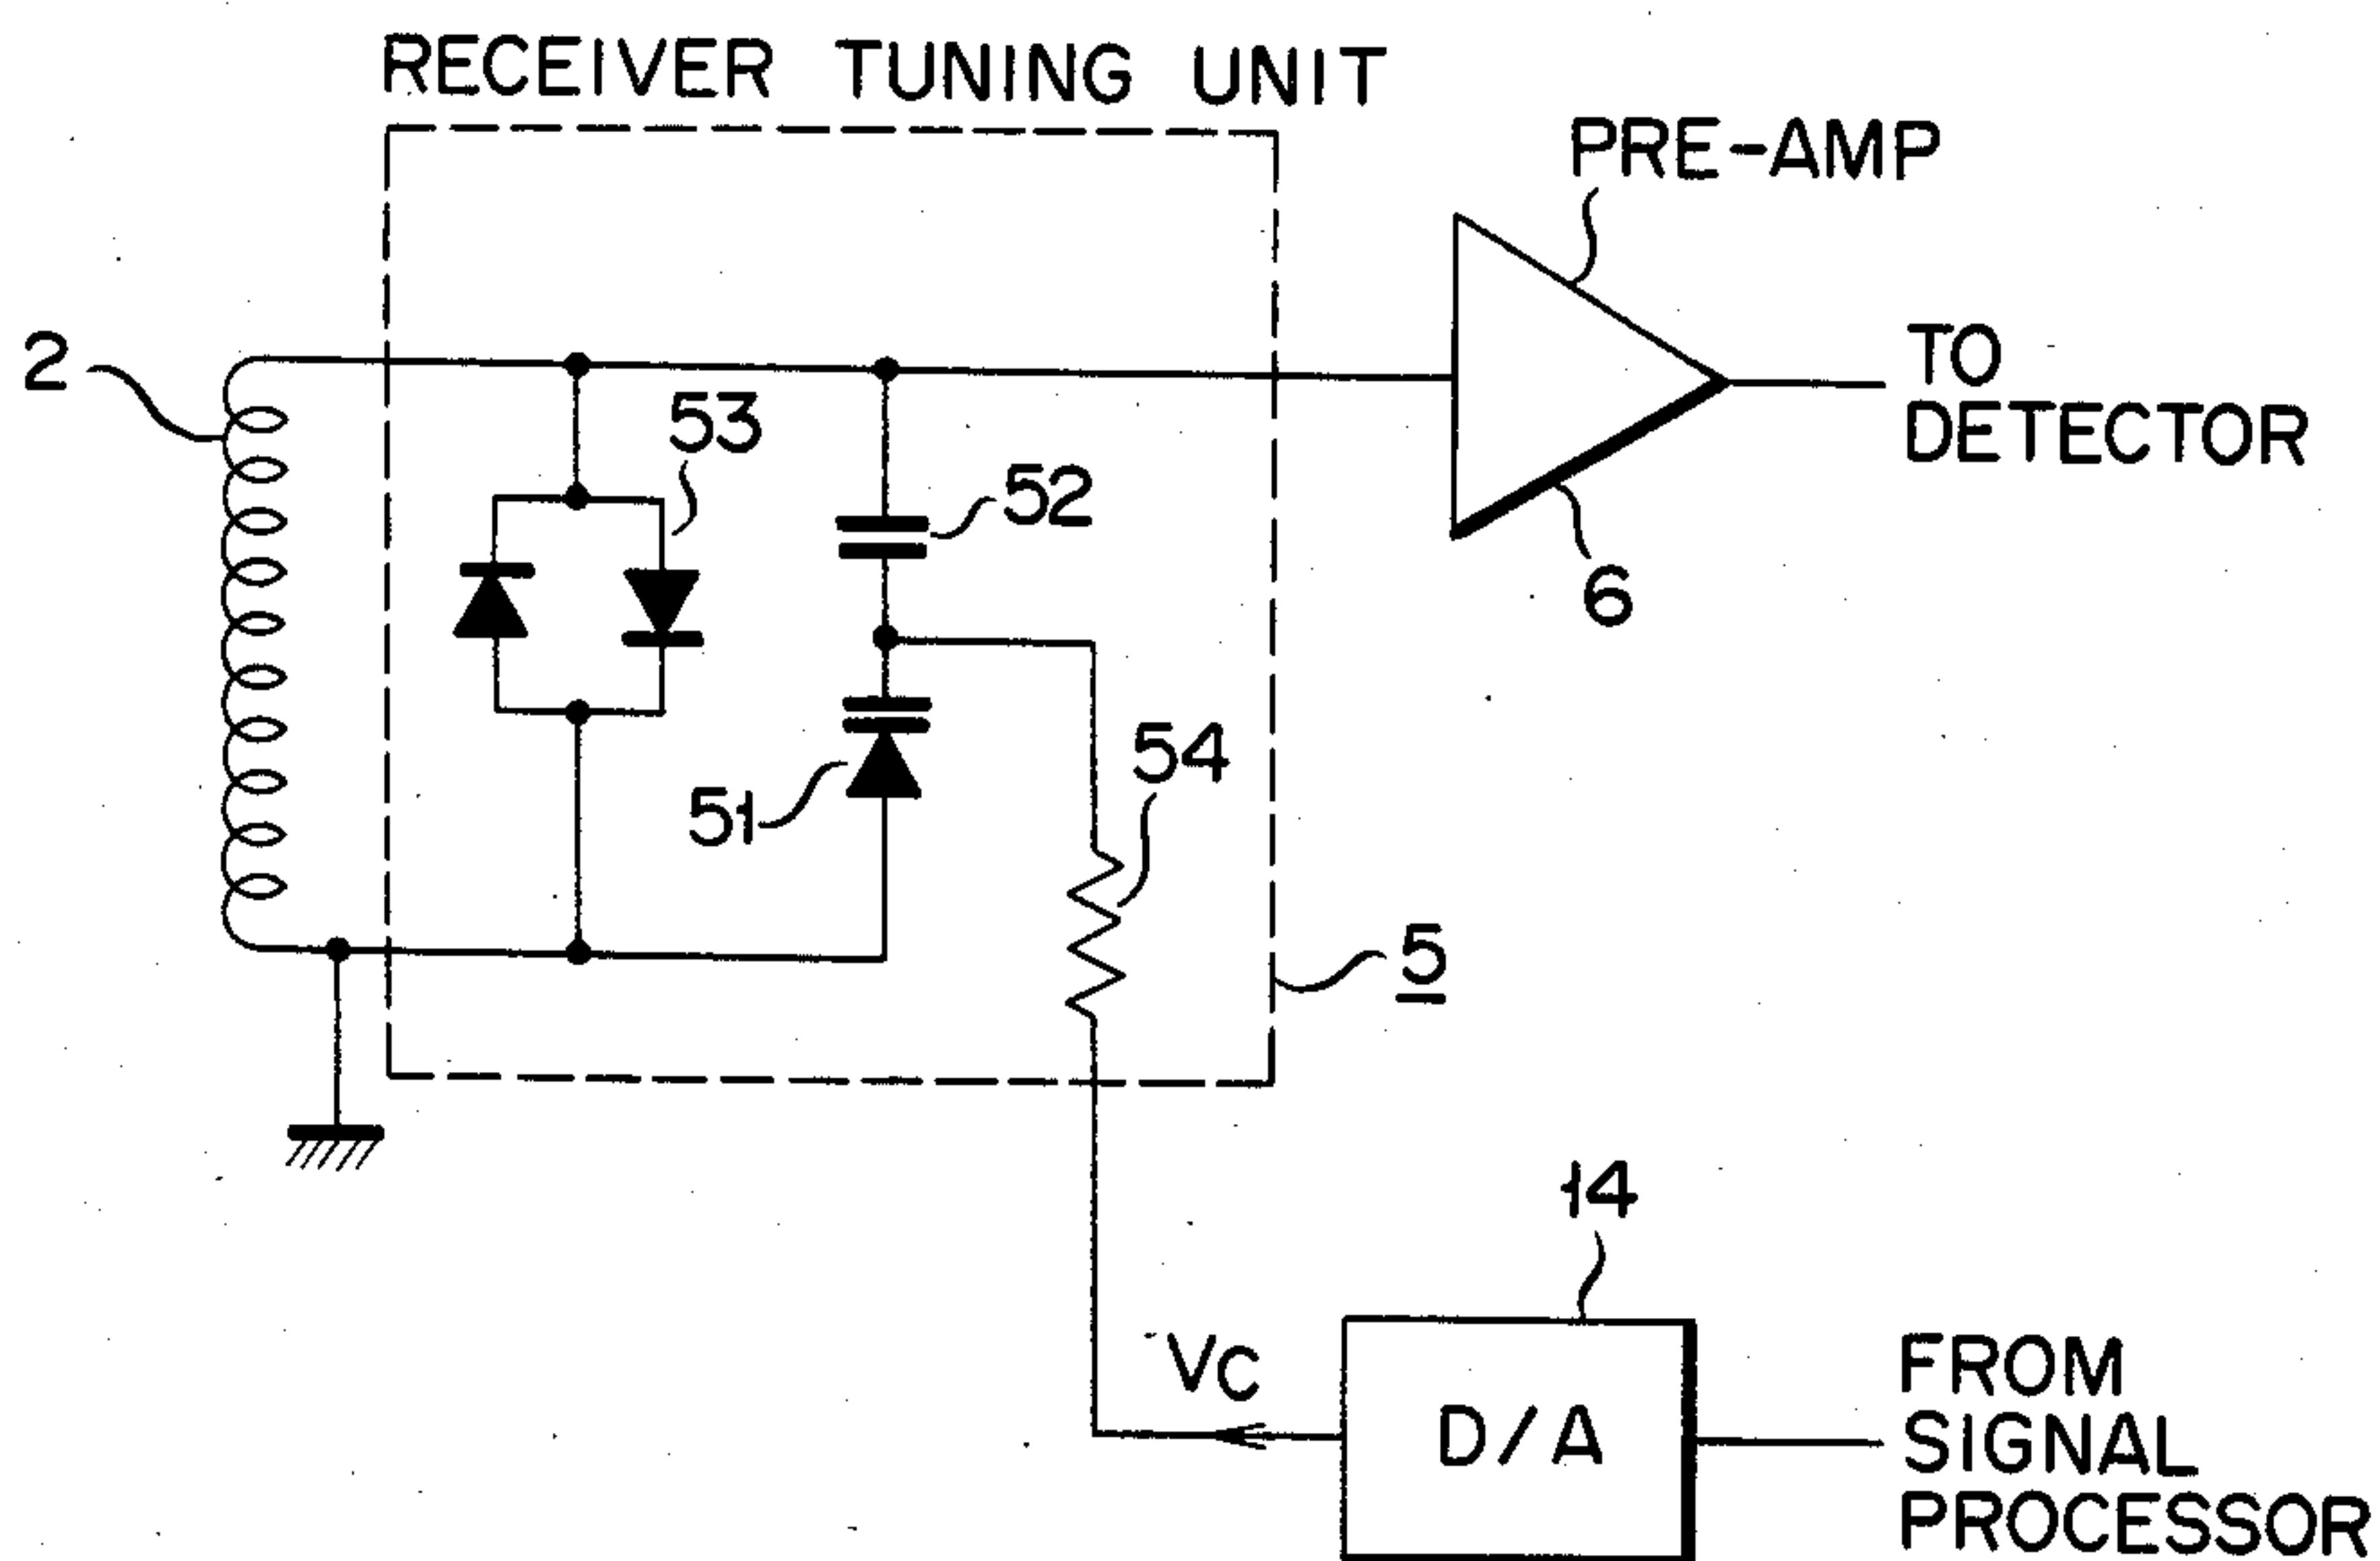 RECEIVER TUNING UNIT
PRE-AMP
2
TO
DETECTOR
53
52
6
54
51
5
14
VC
D/A
FROM
SIGNAL
PROCESSOR